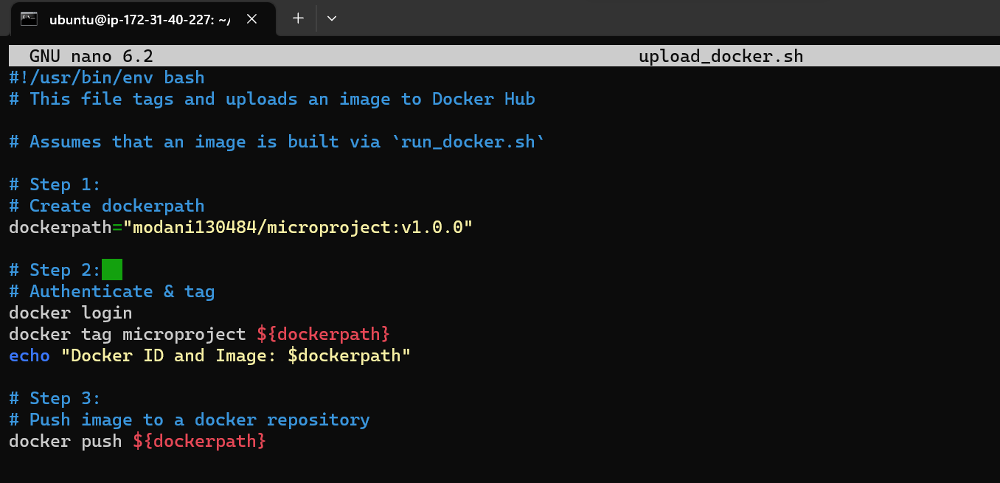 ubuntu@ip-172-31-40-227: ~/
GNU nano 6.2 upload_docker.sh
#!/usr/bin/env bash
# This file tags and uploads an image to Docker Hub
# Assumes that an image is built via `run_docker.sh`
# Step 1:
# Create dockerpath
dockerpath="modani130484/microproject:v1.0.0"
# Step 2:
# Authenticate & tag
docker login
docker tag microproject ${dockerpath}
echo "Docker ID and Image: $dockerpath"
# Step 3:
# Push image to a docker repository
docker push ${dockerpath}